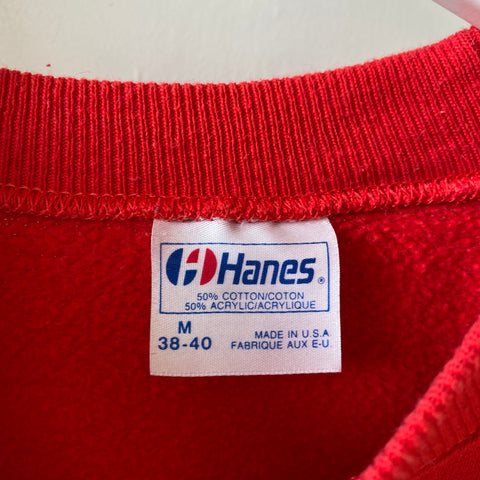 Hanes®
50% COTTON/COTON
50% ACRYLIC/ACRYLIQUE
M
38-40
MADE IN U.S.A.
FABRIQUE AUX E-U.